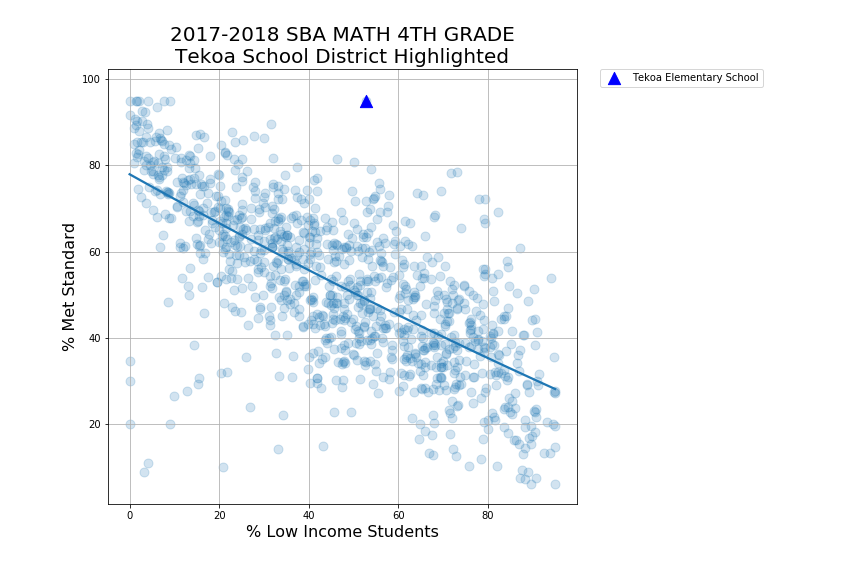 2017-2018 SBA MATH 4TH GRADE
Tekoa School District Highlighted
Tekoa Elementary School
100
80
60
40
20
% Met Standard
0 20 40 60 80
% Low Income Students